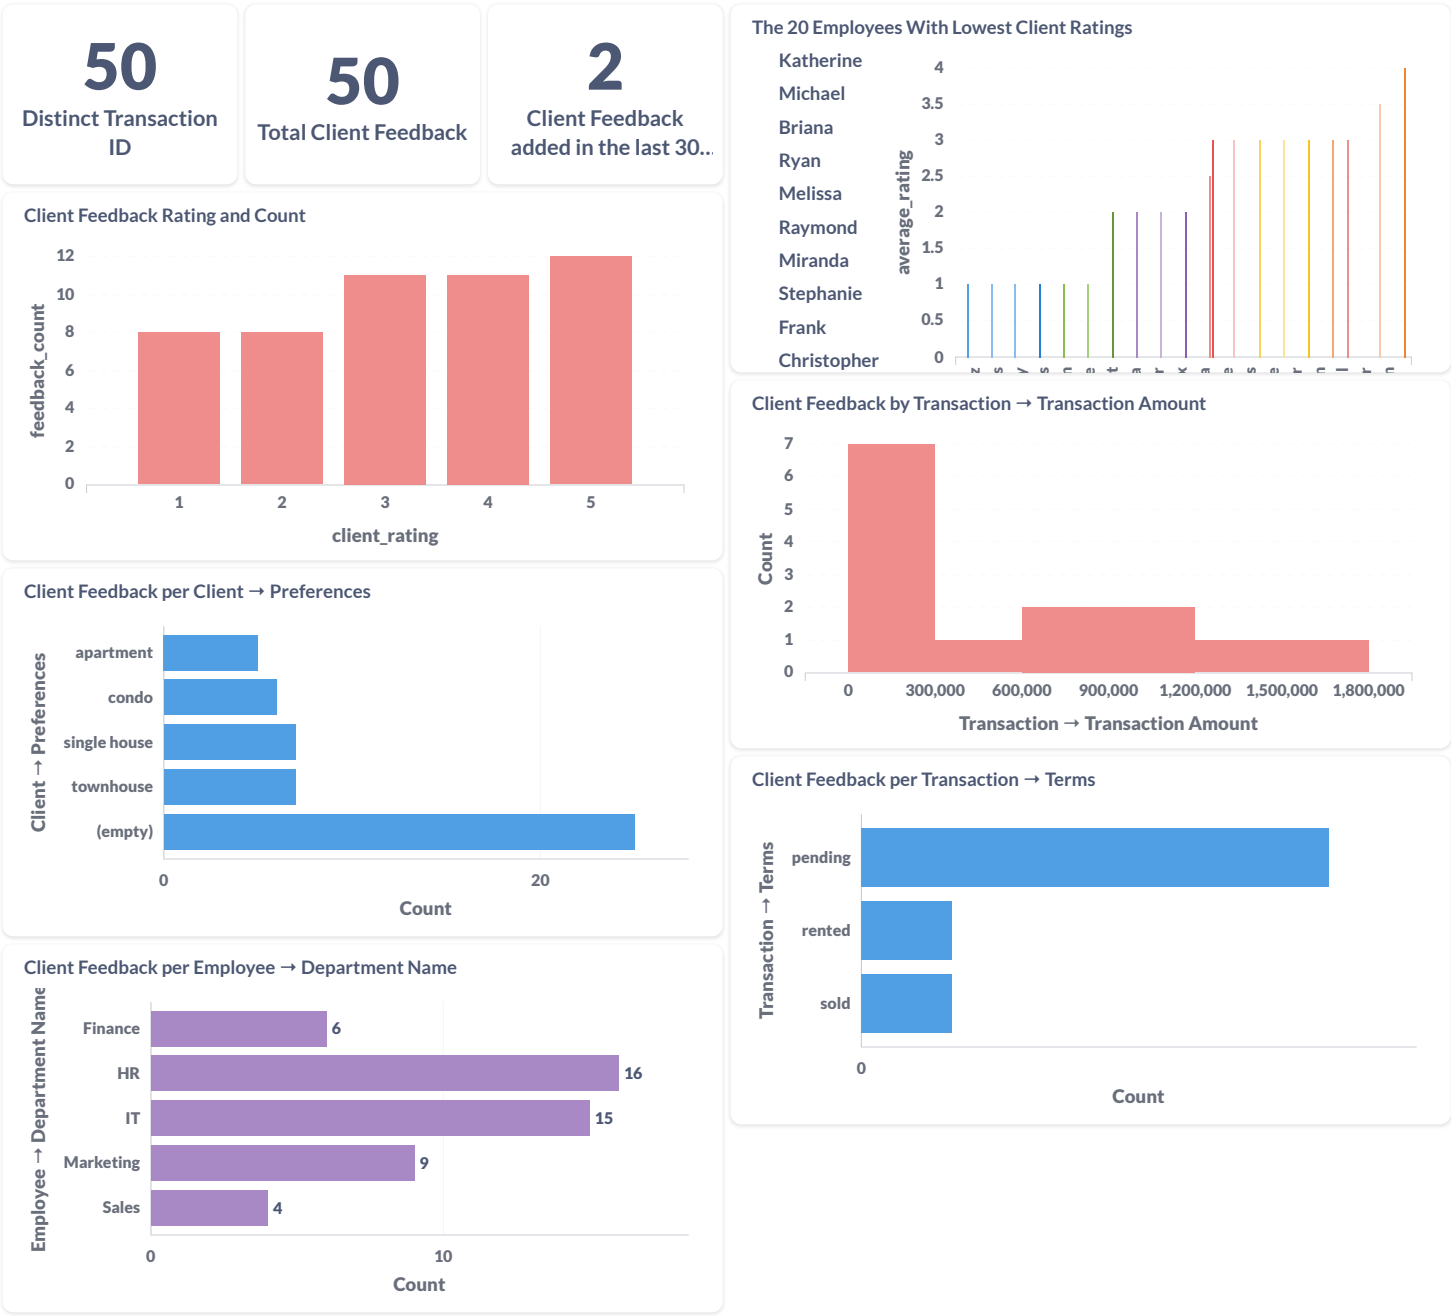 50
Distinct Transaction
ID
50
Total Client Feedback
2
Client Feedback
added in the last 30...
Client Feedback Rating and Count
feedback_count
12
10
8
6
4
2
0
1 2 3 4 5
client_rating
Client Feedback per Client → Preferences
Client → Preferences
apartment
condo
single house
townhouse
(empty)
0 20
Count
Client Feedback per Employee → Department Name
Employee → Department Name
Finance 6
HR 16
IT 15
Marketing 9
Sales 4
0 10
Count
The 20 Employees With Lowest Client Ratings
Katherine
Michael
Briana
Ryan
Melissa
Raymond
Miranda
Stephanie
Frank
Christopher
average_rating
4
3.5
3
2.5
2
1.5
1
0.5
0
Client Feedback by Transaction → Transaction Amount
Count
7
6
5
4
3
2
1
0
0 300,000 600,000 900,000 1,200,000 1,500,000 1,800,000
Transaction → Transaction Amount
Client Feedback per Transaction → Terms
Transaction → Terms
pending
rented
sold
0
Count